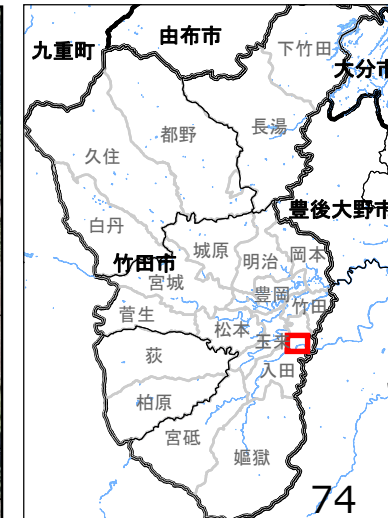 由布市
下竹田
九重町
大分市
都野
長湯
久住
豊後大野市
白丹
城原
明治
岡本
竹田市
宮城
豊岡
竹田
菅生
松本
玉来
入田
荻
柏原
宮砥
嫗獄
74